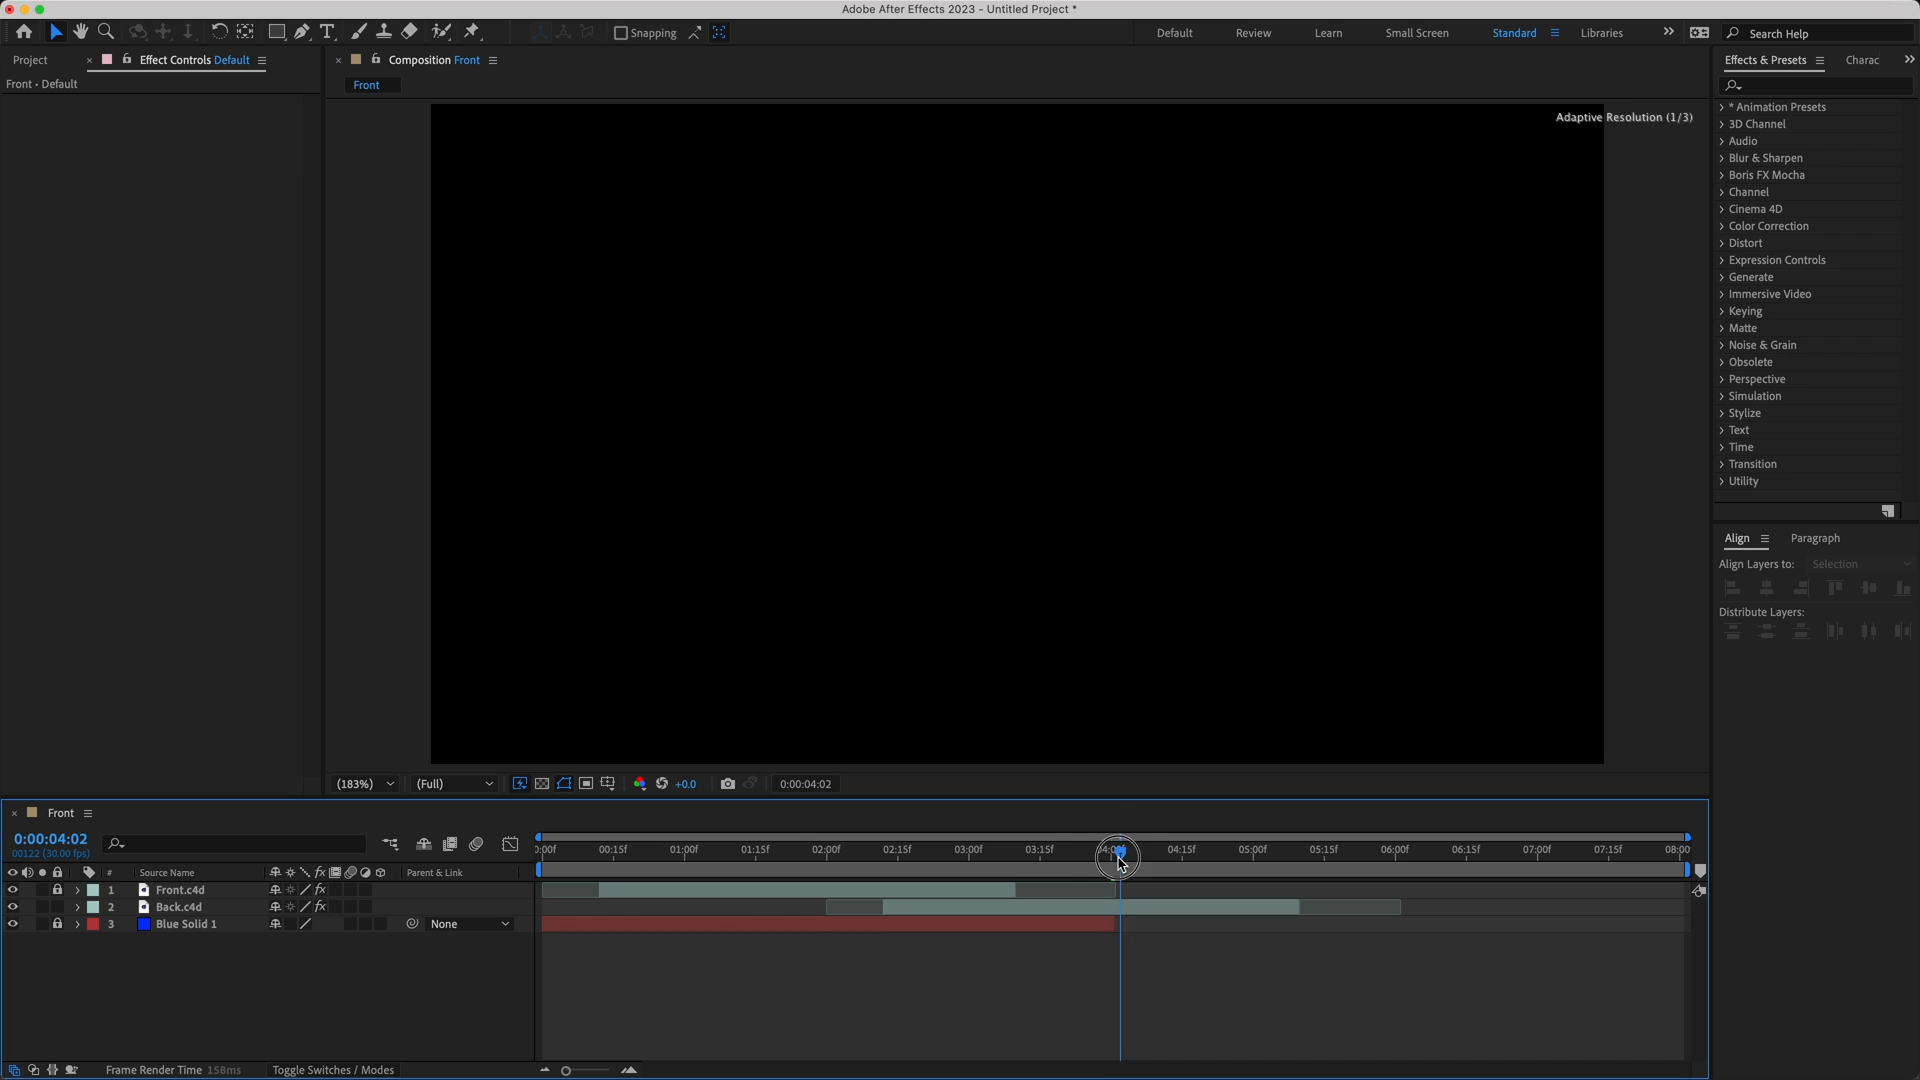 Adobe After Effects 2023 - Untitled Project *
Snapping
Default
Review
Learn
Small Screen
Standard
Libraries
Search Help
Project
Effect Controls Default
Composition Front
Effects & Presets
Charac
Front • Default
Front
Adaptive Resolution (1/3)
* Animation Presets
3D Channel
Audio
Blur & Sharpen
Boris FX Mocha
Channel
Cinema 4D
Color Correction
Distort
Expression Controls
Generate
Immersive Video
Keying
Matte
Noise & Grain
Obsolete
Perspective
Simulation
Stylize
Text
Time
Transition
Utility
Align
Paragraph
Align Layers to:
Selection
Distribute Layers:
(183%)
(Full)
+0.0
0:00:04:02
Front
0:00:04:02
00122 (30.00 fps)
):00f
00:15f
01:00f
01:15f
02:00f
02:15f
03:00f
03:15f
04:15f
05:00f
05:15f
06:00f
06:15f
07:00f
07:15f
08:00
#
Source Name
fx
Parent & Link
1
Front.c4d
fx
2
Back.c4d
fx
3
Blue Solid 1
None
Frame Render Time 158ms
Toggle Switches / Modes